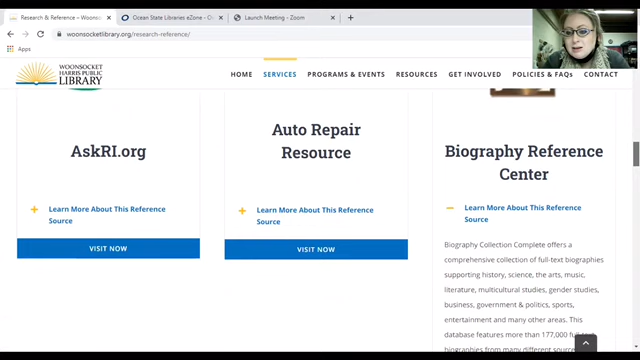 Research & Reference – Woons
Ocean State Libraries eZone - O
Launch Meeting - Zoom
woonsocketlibrary.org/research-reference/
Apps
WOONSOCKET
HARRIS PUBLIC
LIBRARY
HOME
SERVICES
PROGRAMS & EVENTS
RESOURCES
GET INVOLVED
POLICIES & FAQs
CONTACT
AskRI.org
Learn More About This Reference
Source
VISIT NOW
Auto Repair
Resource
Learn More About This Reference
Source
VISIT NOW
Biography Reference
Center
Learn More About This Reference
Source
Biography Collection Complete offers a
comprehensive collection of full-text biographies
supporting history, science, the arts, music,
literature, multicultural studies, gender studies,
business, government & politics, sports,
entertainment and many other areas. This
database features more than 177,000 full-text
biographies from many different sources